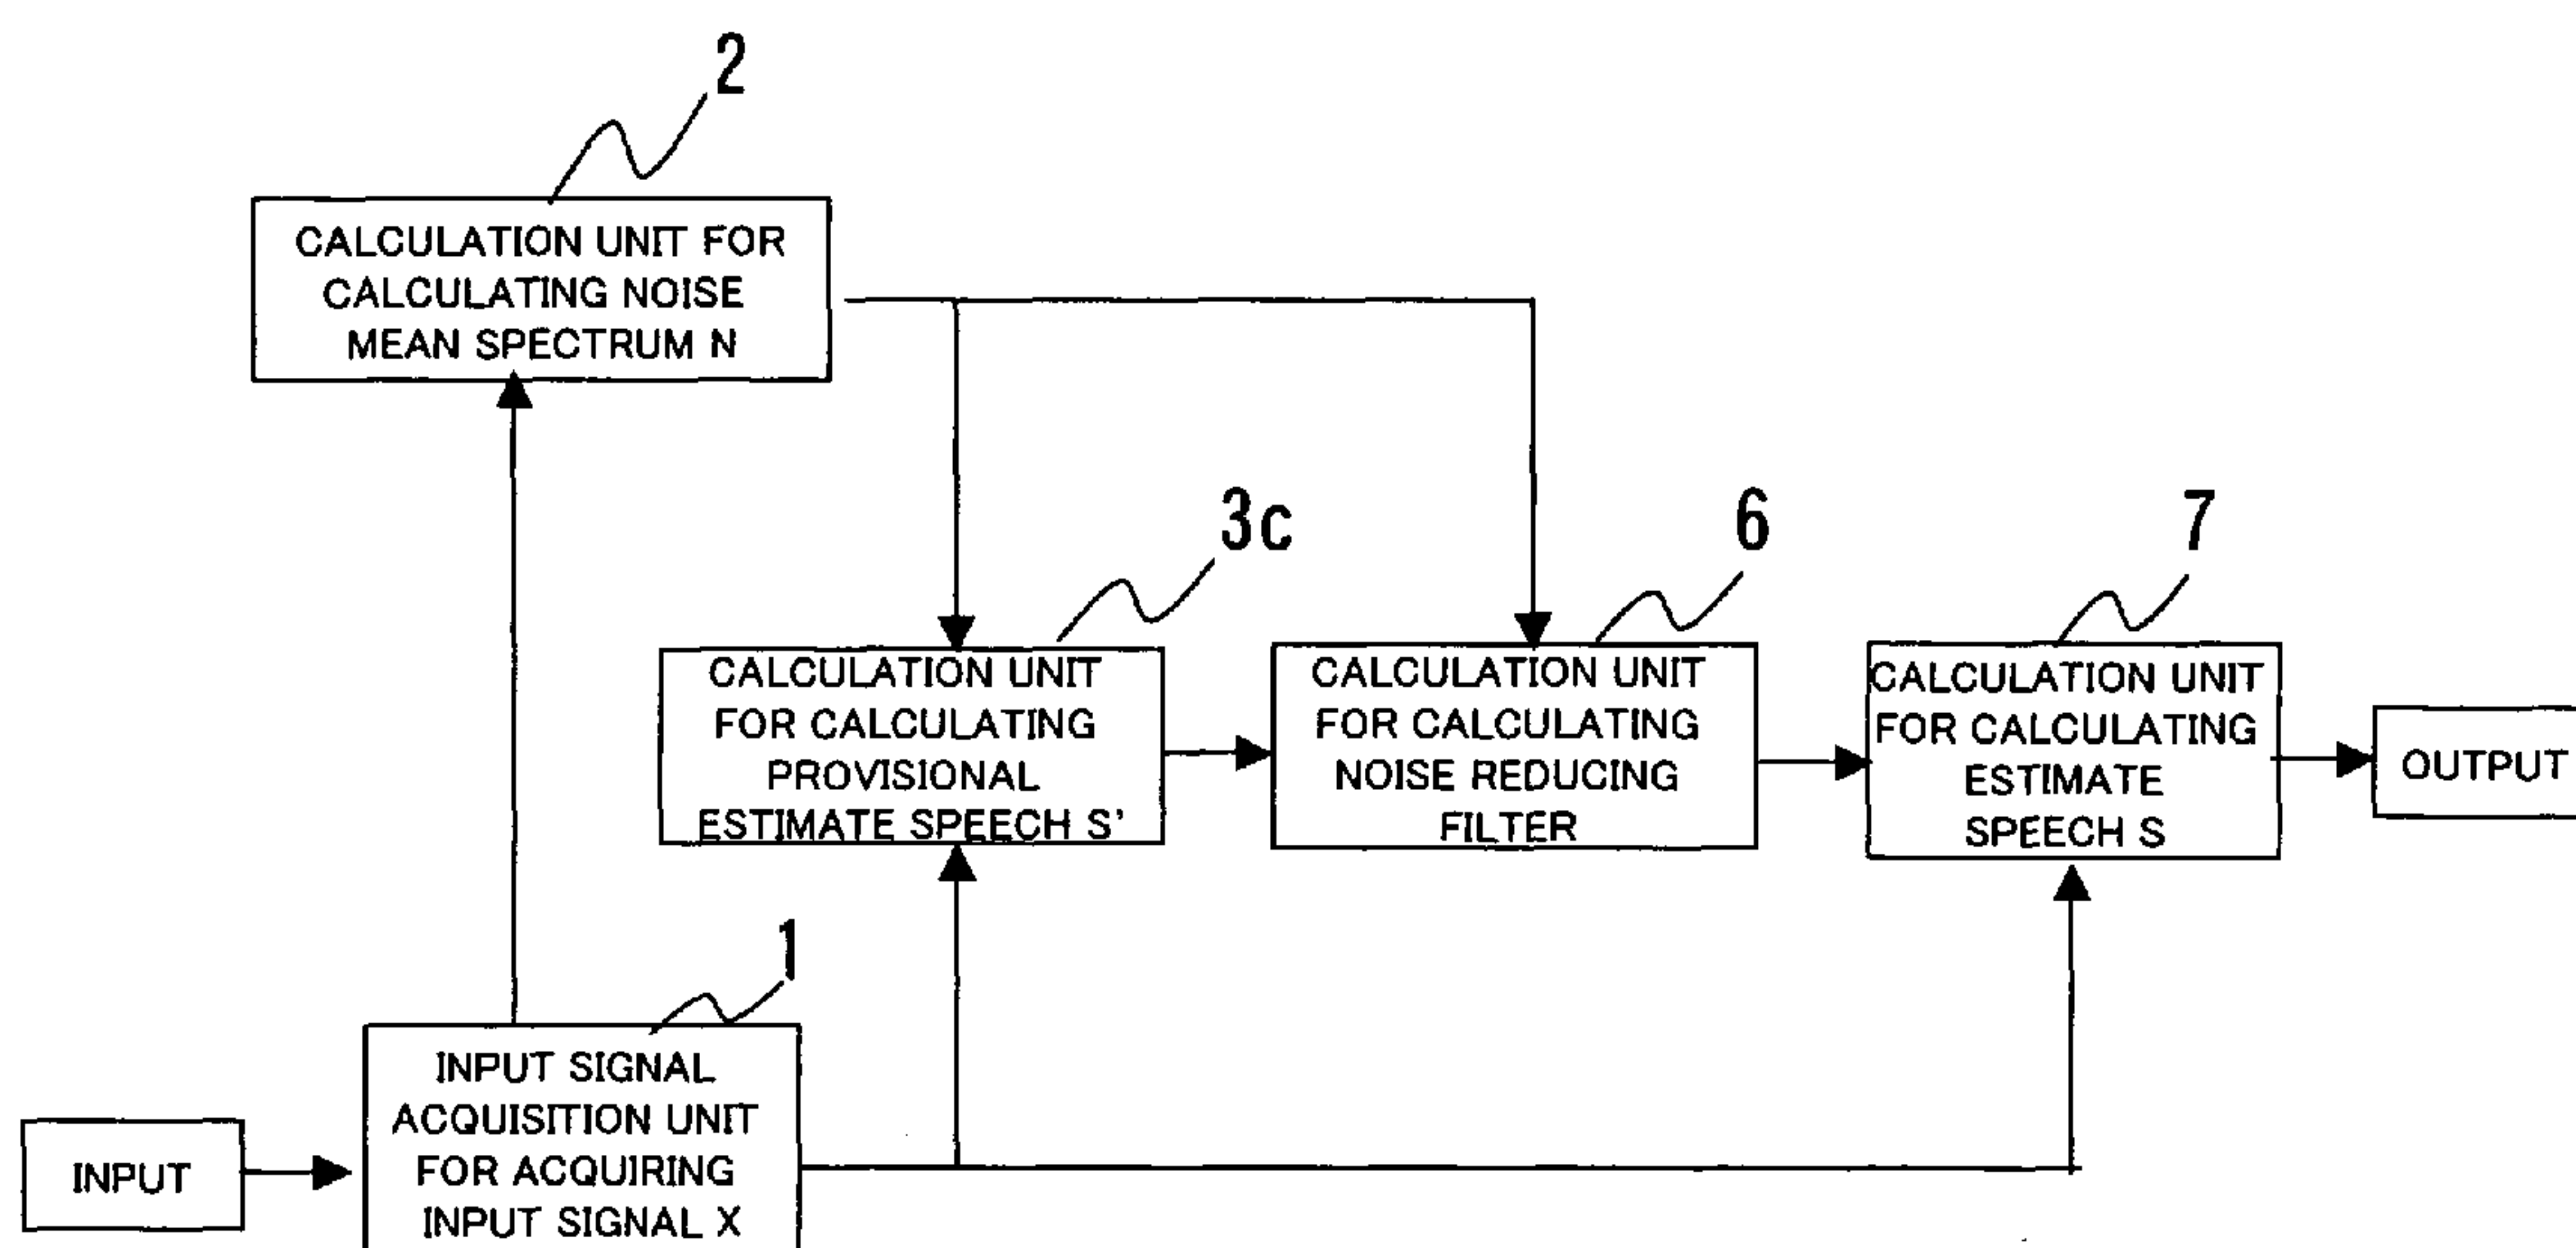 2
CALCULATION UNIT FOR
CALCULATING NOISE
MEAN SPECTRUM N
3c
CALCULATION UNIT
FOR CALCULATING
PROVISIONAL
ESTIMATE SPEECH S'
6
CALCULATION UNIT
FOR CALCULATING
NOISE REDUCING
FILTER
7
CALCULATION UNIT
FOR CALCULATING
ESTIMATE
SPEECH S
OUTPUT
1
INPUT SIGNAL
ACQUISITION UNIT
FOR ACQUIRING
INPUT SIGNAL X
INPUT